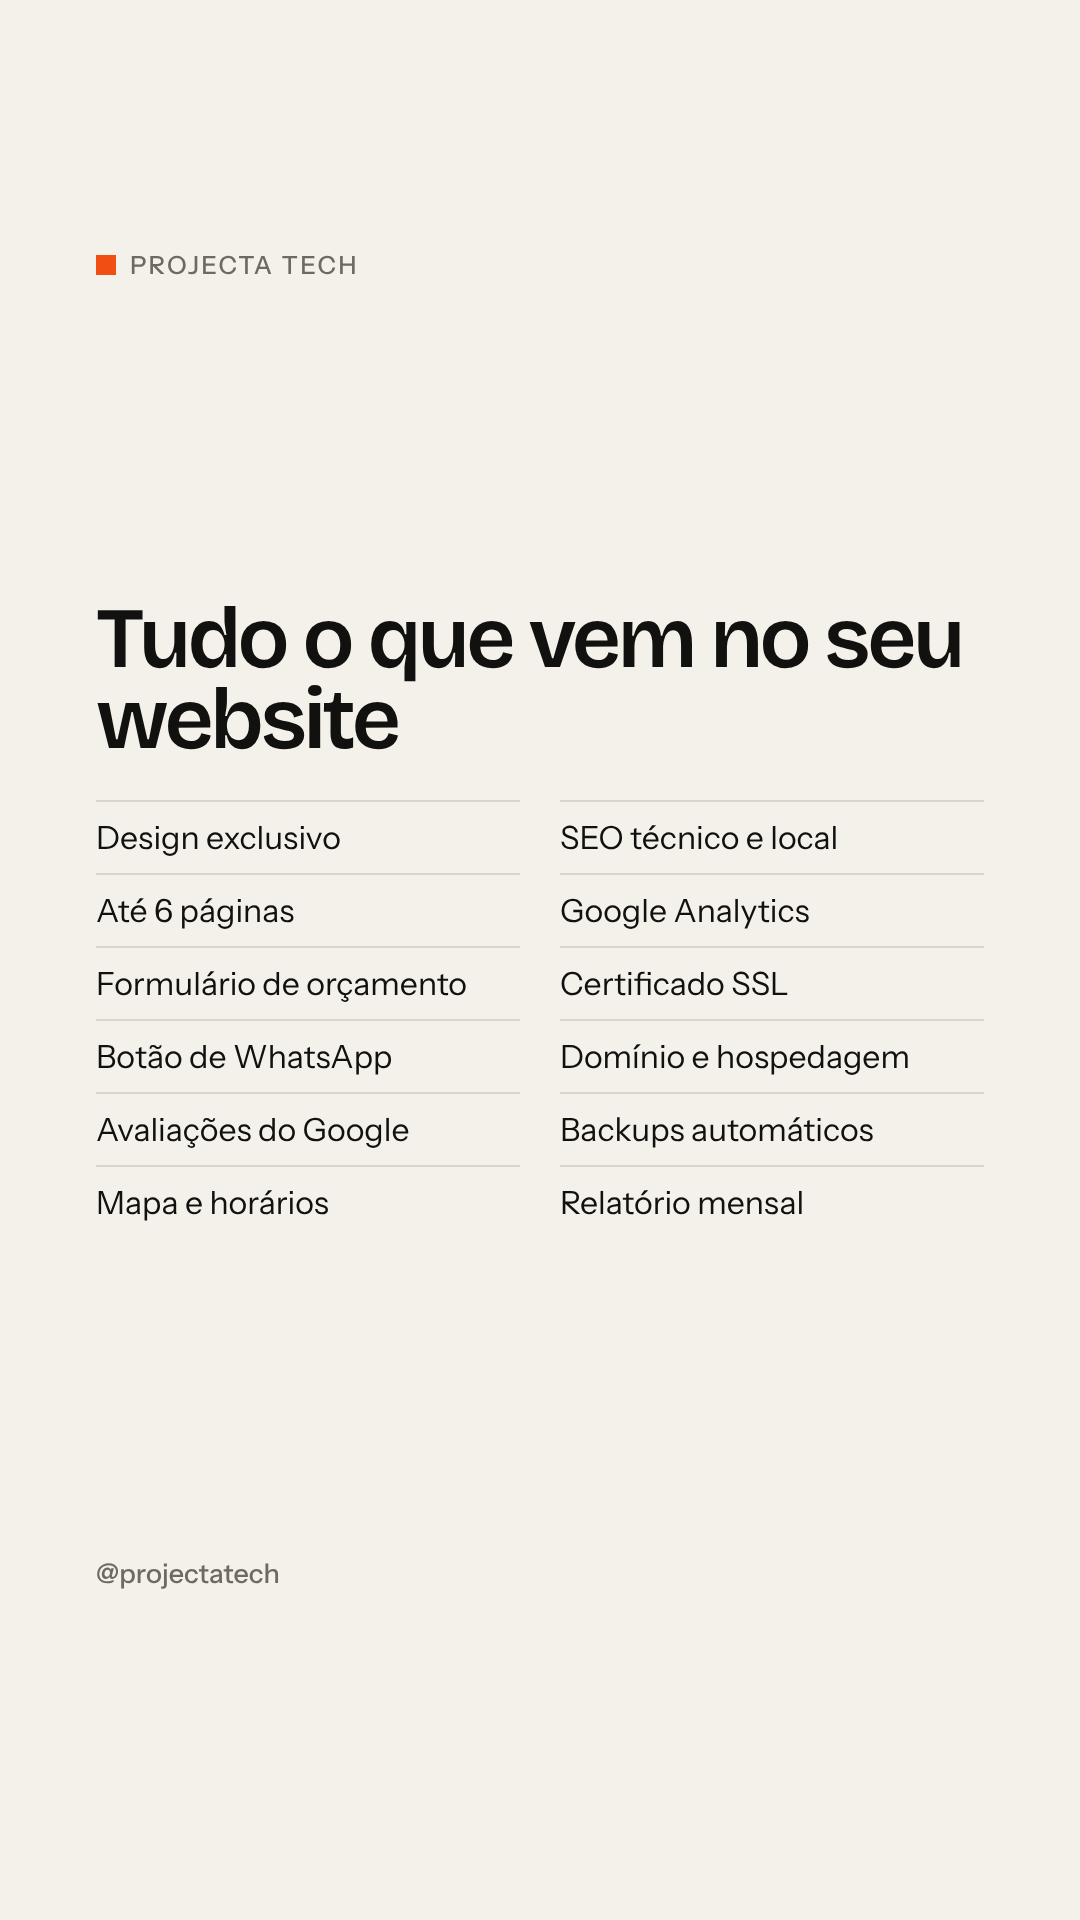 PROJECTA TECH
Tudo o que vem no seu
website
Design exclusivo
Até 6 páginas
Formulário de orçamento
Botão de WhatsApp
Avaliações do Google
Mapa e horários
SEO técnico e local
Google Analytics
Certificado SSL
Domínio e hospedagem
Backups automáticos
Relatório mensal
@projectatech